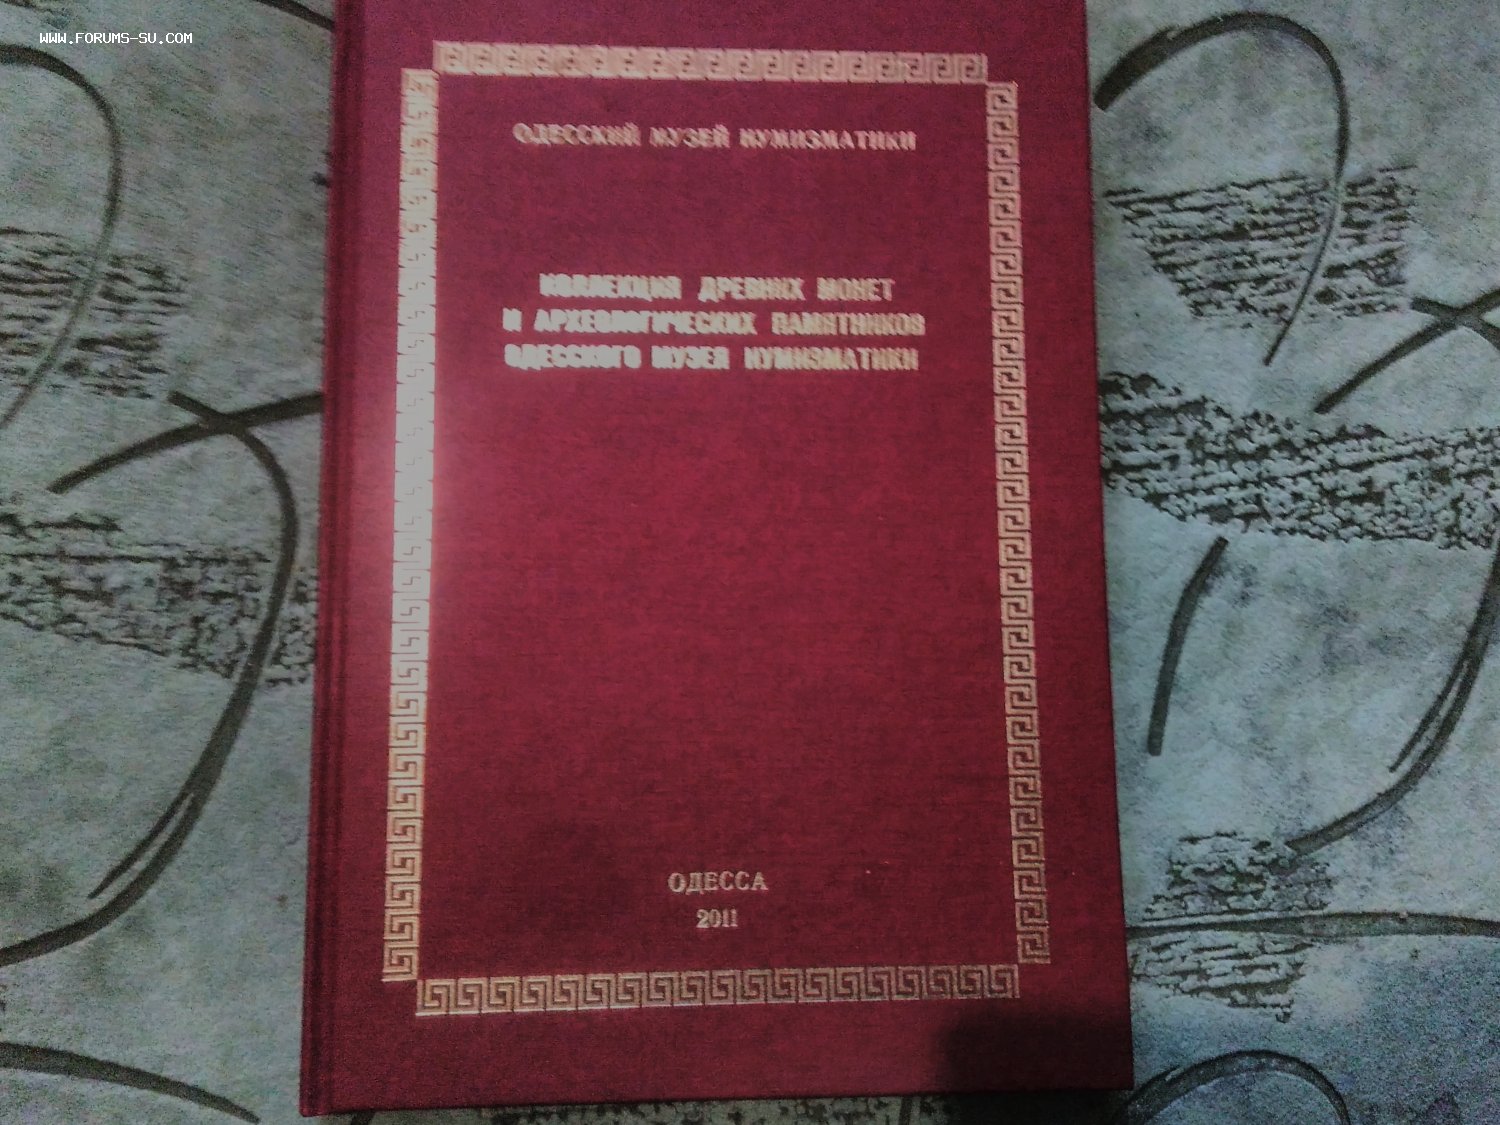 WWW.FORUMS-SU.COM
ОДЕССКИЙ МУЗЕЙ НУМИЗМАТИКИ
КОЛЛЕКЦИЯ ДРЕВНИХ МОНЕТ
И АРХЕОЛОГИЧЕСКИХ ПАМЯТНИКОВ
ОДЕССКОГО МУЗЕЯ НУМИЗМАТИКИ
ОДЕССА
2011